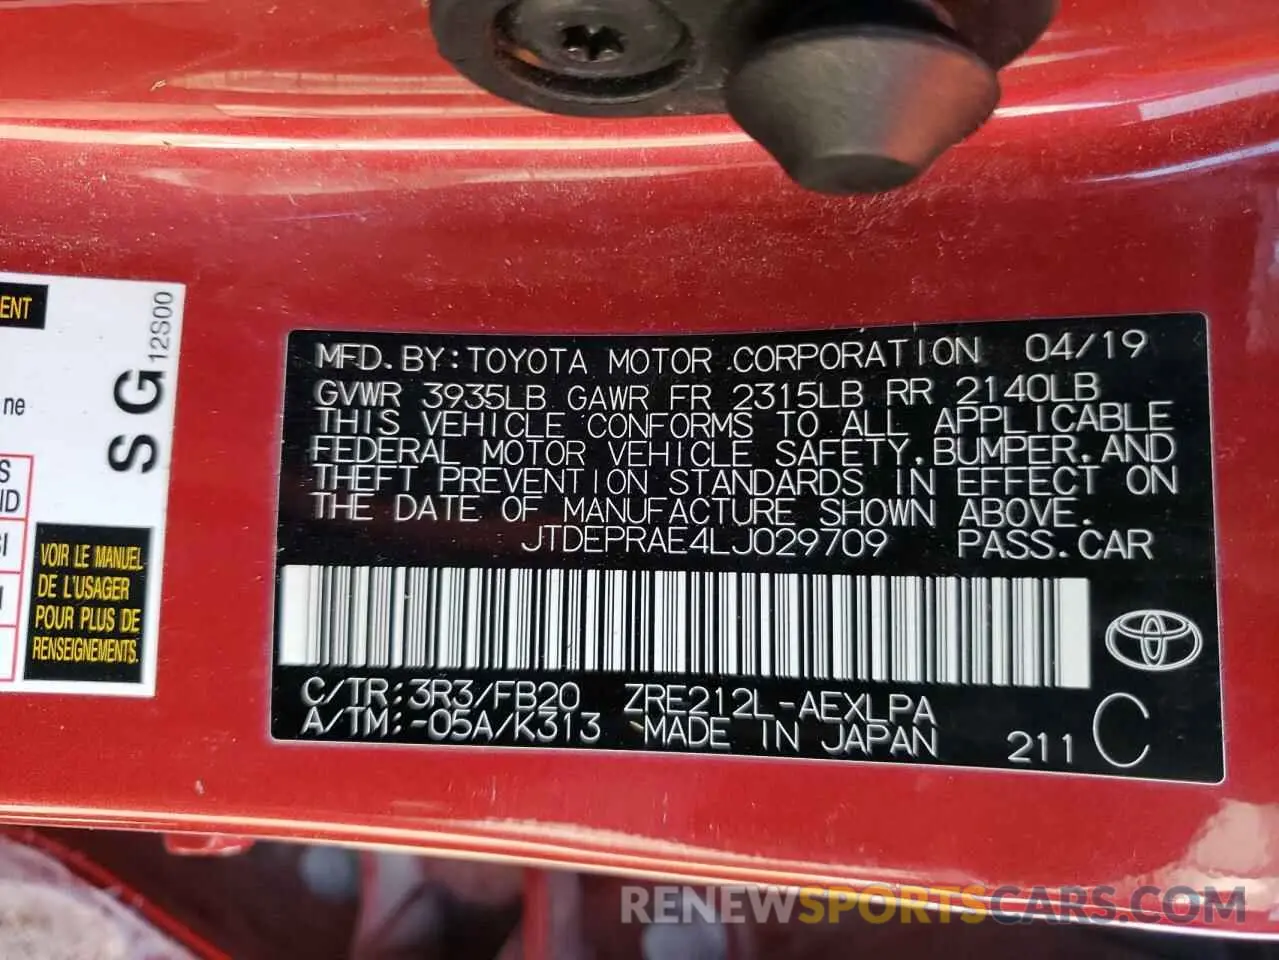 ENT
ne
S
ND
SI
VOIR LE MANUEL
DE L'USAGER
POUR PLUS DE
RENSEIGNEMENTS.
SG12S00
MFD.BY:TOYOTA MOTOR CORPORATION 04/19
GVWR 3935LB GAWR FR 2315LB RR 2140LB
THIS VEHICLE CONFORMS TO ALL APPLICABLE
FEDERAL MOTOR VEHICLE SAFETY,BUMPER,AND
THEFT PREVENTION STANDARDS IN EFFECT ON
THE DATE OF MANUFACTURE SHOWN ABOVE.
JTDEPRAE4LJ029709 PASS.CAR
C/TR:3R3/FB20 ZRE212L-AEXLPA
A/TM:-05A/K313 MADE IN JAPAN 211 C
RENEWSPORTSCARS.COM